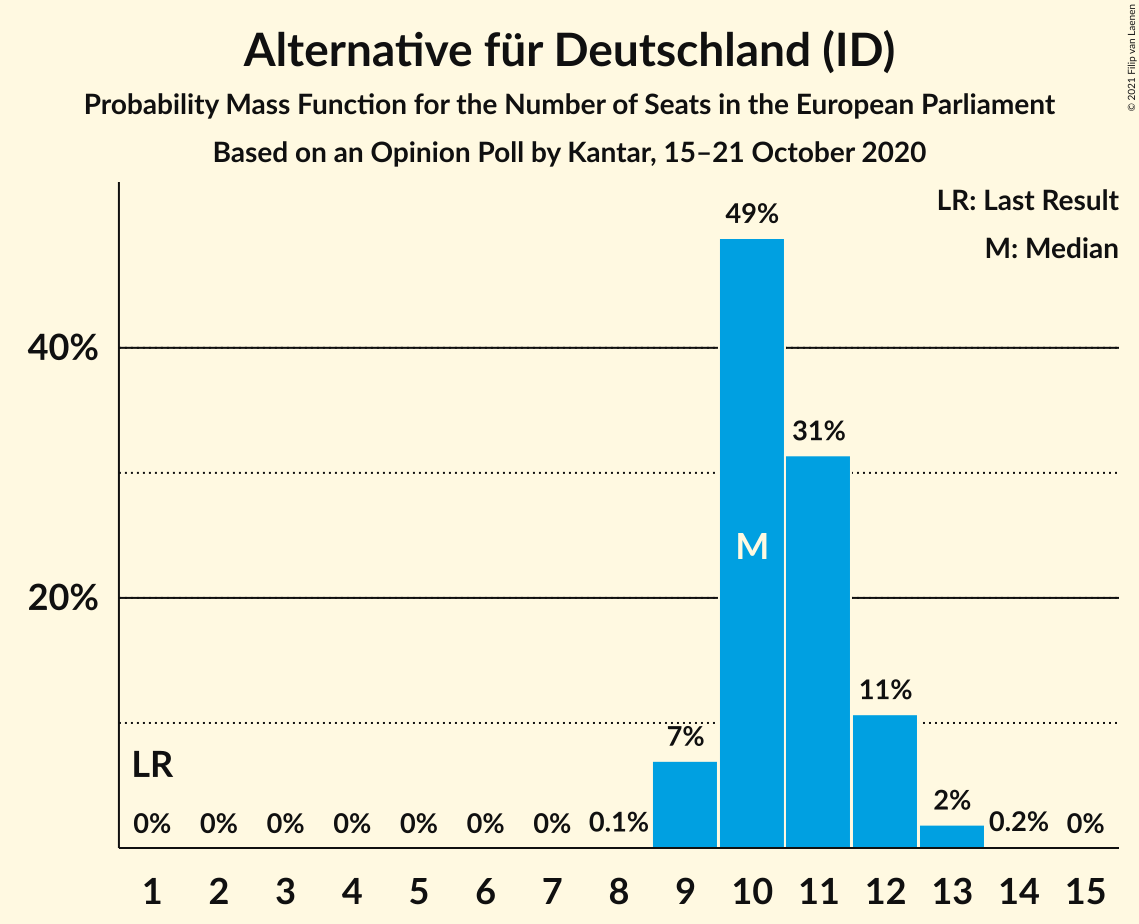 Alternative für Deutschland (ID)
Probability Mass Function for the Number of Seats in the European Parliament
Based on an Opinion Poll by Kantar, 15–21 October 2020
© 2021 Filip van Laenen
LR: Last Result
M: Median
49%
40%
31%
M
20%
11%
7%
LR
2%
0% 0% 0% 0% 0% 0% 0% 0.1% 0.2% 0%
1 2 3 4 5 6 7 8 9 10 11 12 13 14 15